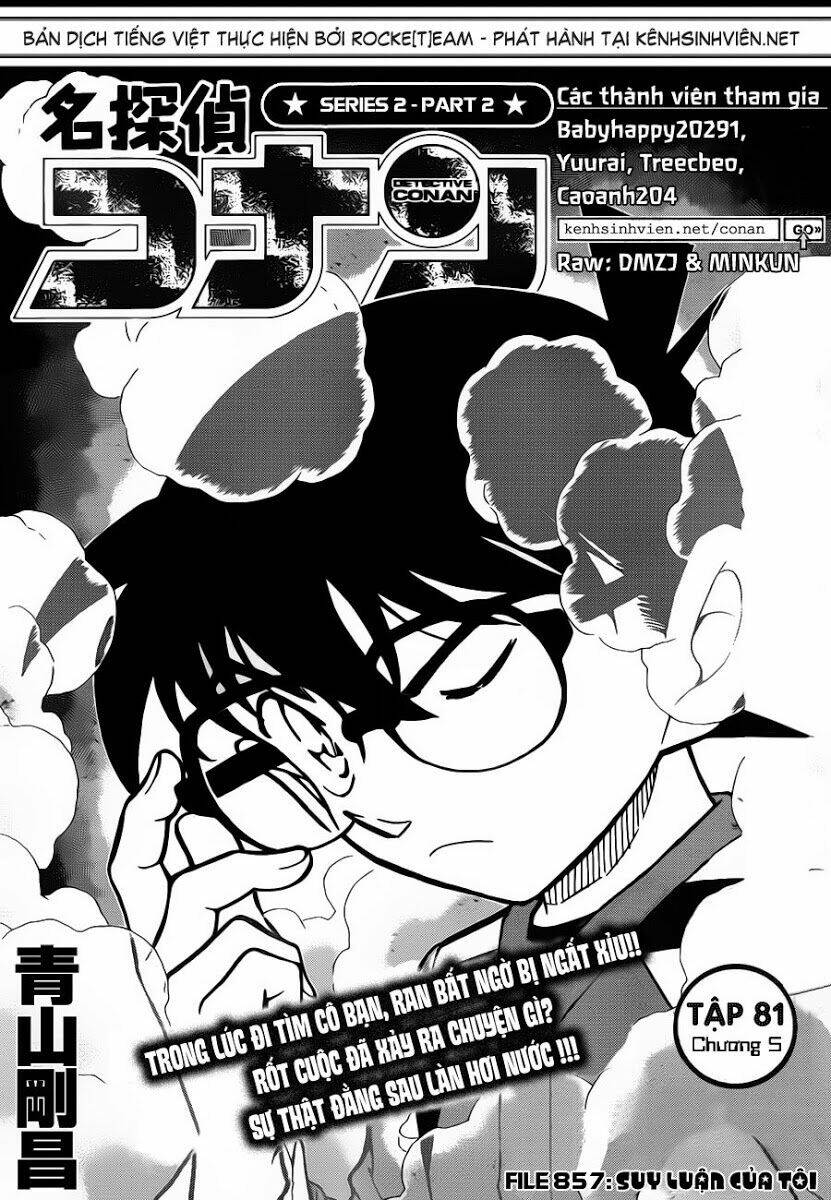 BẢN DỊCH TIẾNG VIỆT THỰC HIỆN BỞI ROCKE[T]EAM - PHÁT HÀNH TẠI KÊNHSINHVIÊN.NET
名探偵
コナン
DETECTIVE
CONAN
★ SERIES 2 - PART 2 ★
Các thành viên tham gia
Babyhappy20291,
Yuurai, Treecbeo,
Caoanh204
kenhsinhvien.net/conan GO»
Raw: DMZJ & MINKUN
青山剛昌
TRONG LÚC ĐI TÌM CÔ BẠN, RAN BẤT NGỜ BỊ NGẤT XỈU!!
RỐT CUỘC ĐÃ XẢY RA CHUYỆN GÌ?
SỰ THẬT ĐẰNG SAU LÀN HƠI NƯỚC !!!
TẬP 81
Chương 5
FILE 857: SUY LUẬN CỦA TÔI